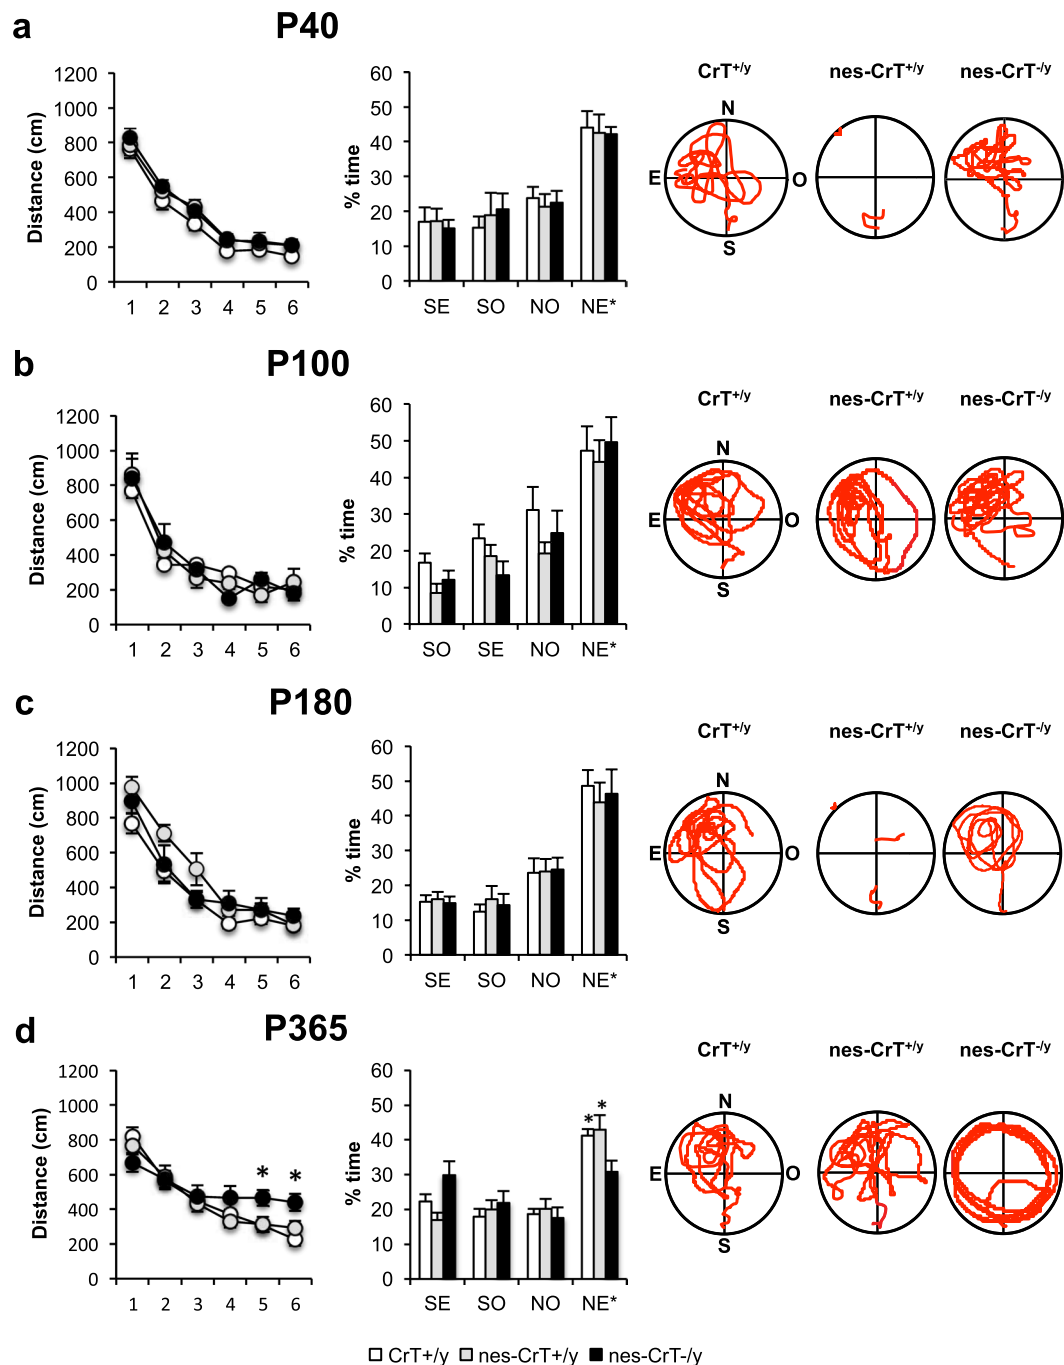 a P40
1200
1000
800
600
400
200
0
Distance (cm)
1 2 3 4 5 6
60
50
40
30
20
10
0
% time
SE SO NO NE*
CrT+/y nes-CrT+/y nes-CrT-/y
N
E O
S
b P100
1200
1000
800
600
400
200
0
Distance (cm)
1 2 3 4 5 6
60
50
40
30
20
10
0
% time
SO SE NO NE*
CrT+/y nes-CrT+/y nes-CrT-/y
N
E O
S
c P180
1200
1000
800
600
400
200
0
Distance (cm)
1 2 3 4 5 6
60
50
40
30
20
10
0
% time
SE SO NO NE*
CrT+/y nes-CrT+/y nes-CrT-/y
N
E O
S
d P365
1200
1000
800
600
400
200
0
Distance (cm)
* *
1 2 3 4 5 6
60
50
40
30
20
10
0
% time
* *
SE SO NO NE*
CrT+/y nes-CrT+/y nes-CrT-/y
N
E O
S
CrT+/y nes-CrT+/y nes-CrT-/y